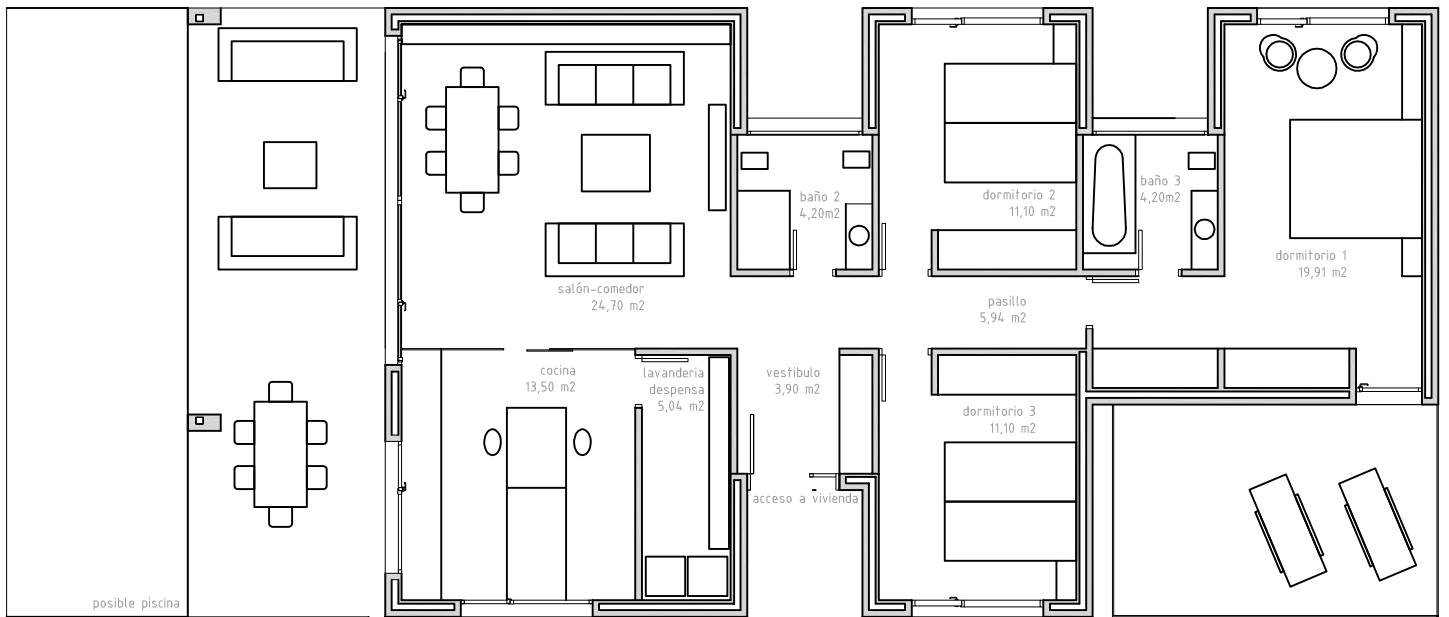 baño 2
4,20m2
dormitorio 2
11,10 m2
baño 3
4,20m2
dormitorio 1
19,91 m2
salón-comedor
24,70 m2
pasillo
5,94 m2
cocina
13,50 m2
lavanderia
despensa
5,04 m2
vestibulo
3,90 m2
dormitorio 3
11,10 m2
acceso a vivienda
posible piscina